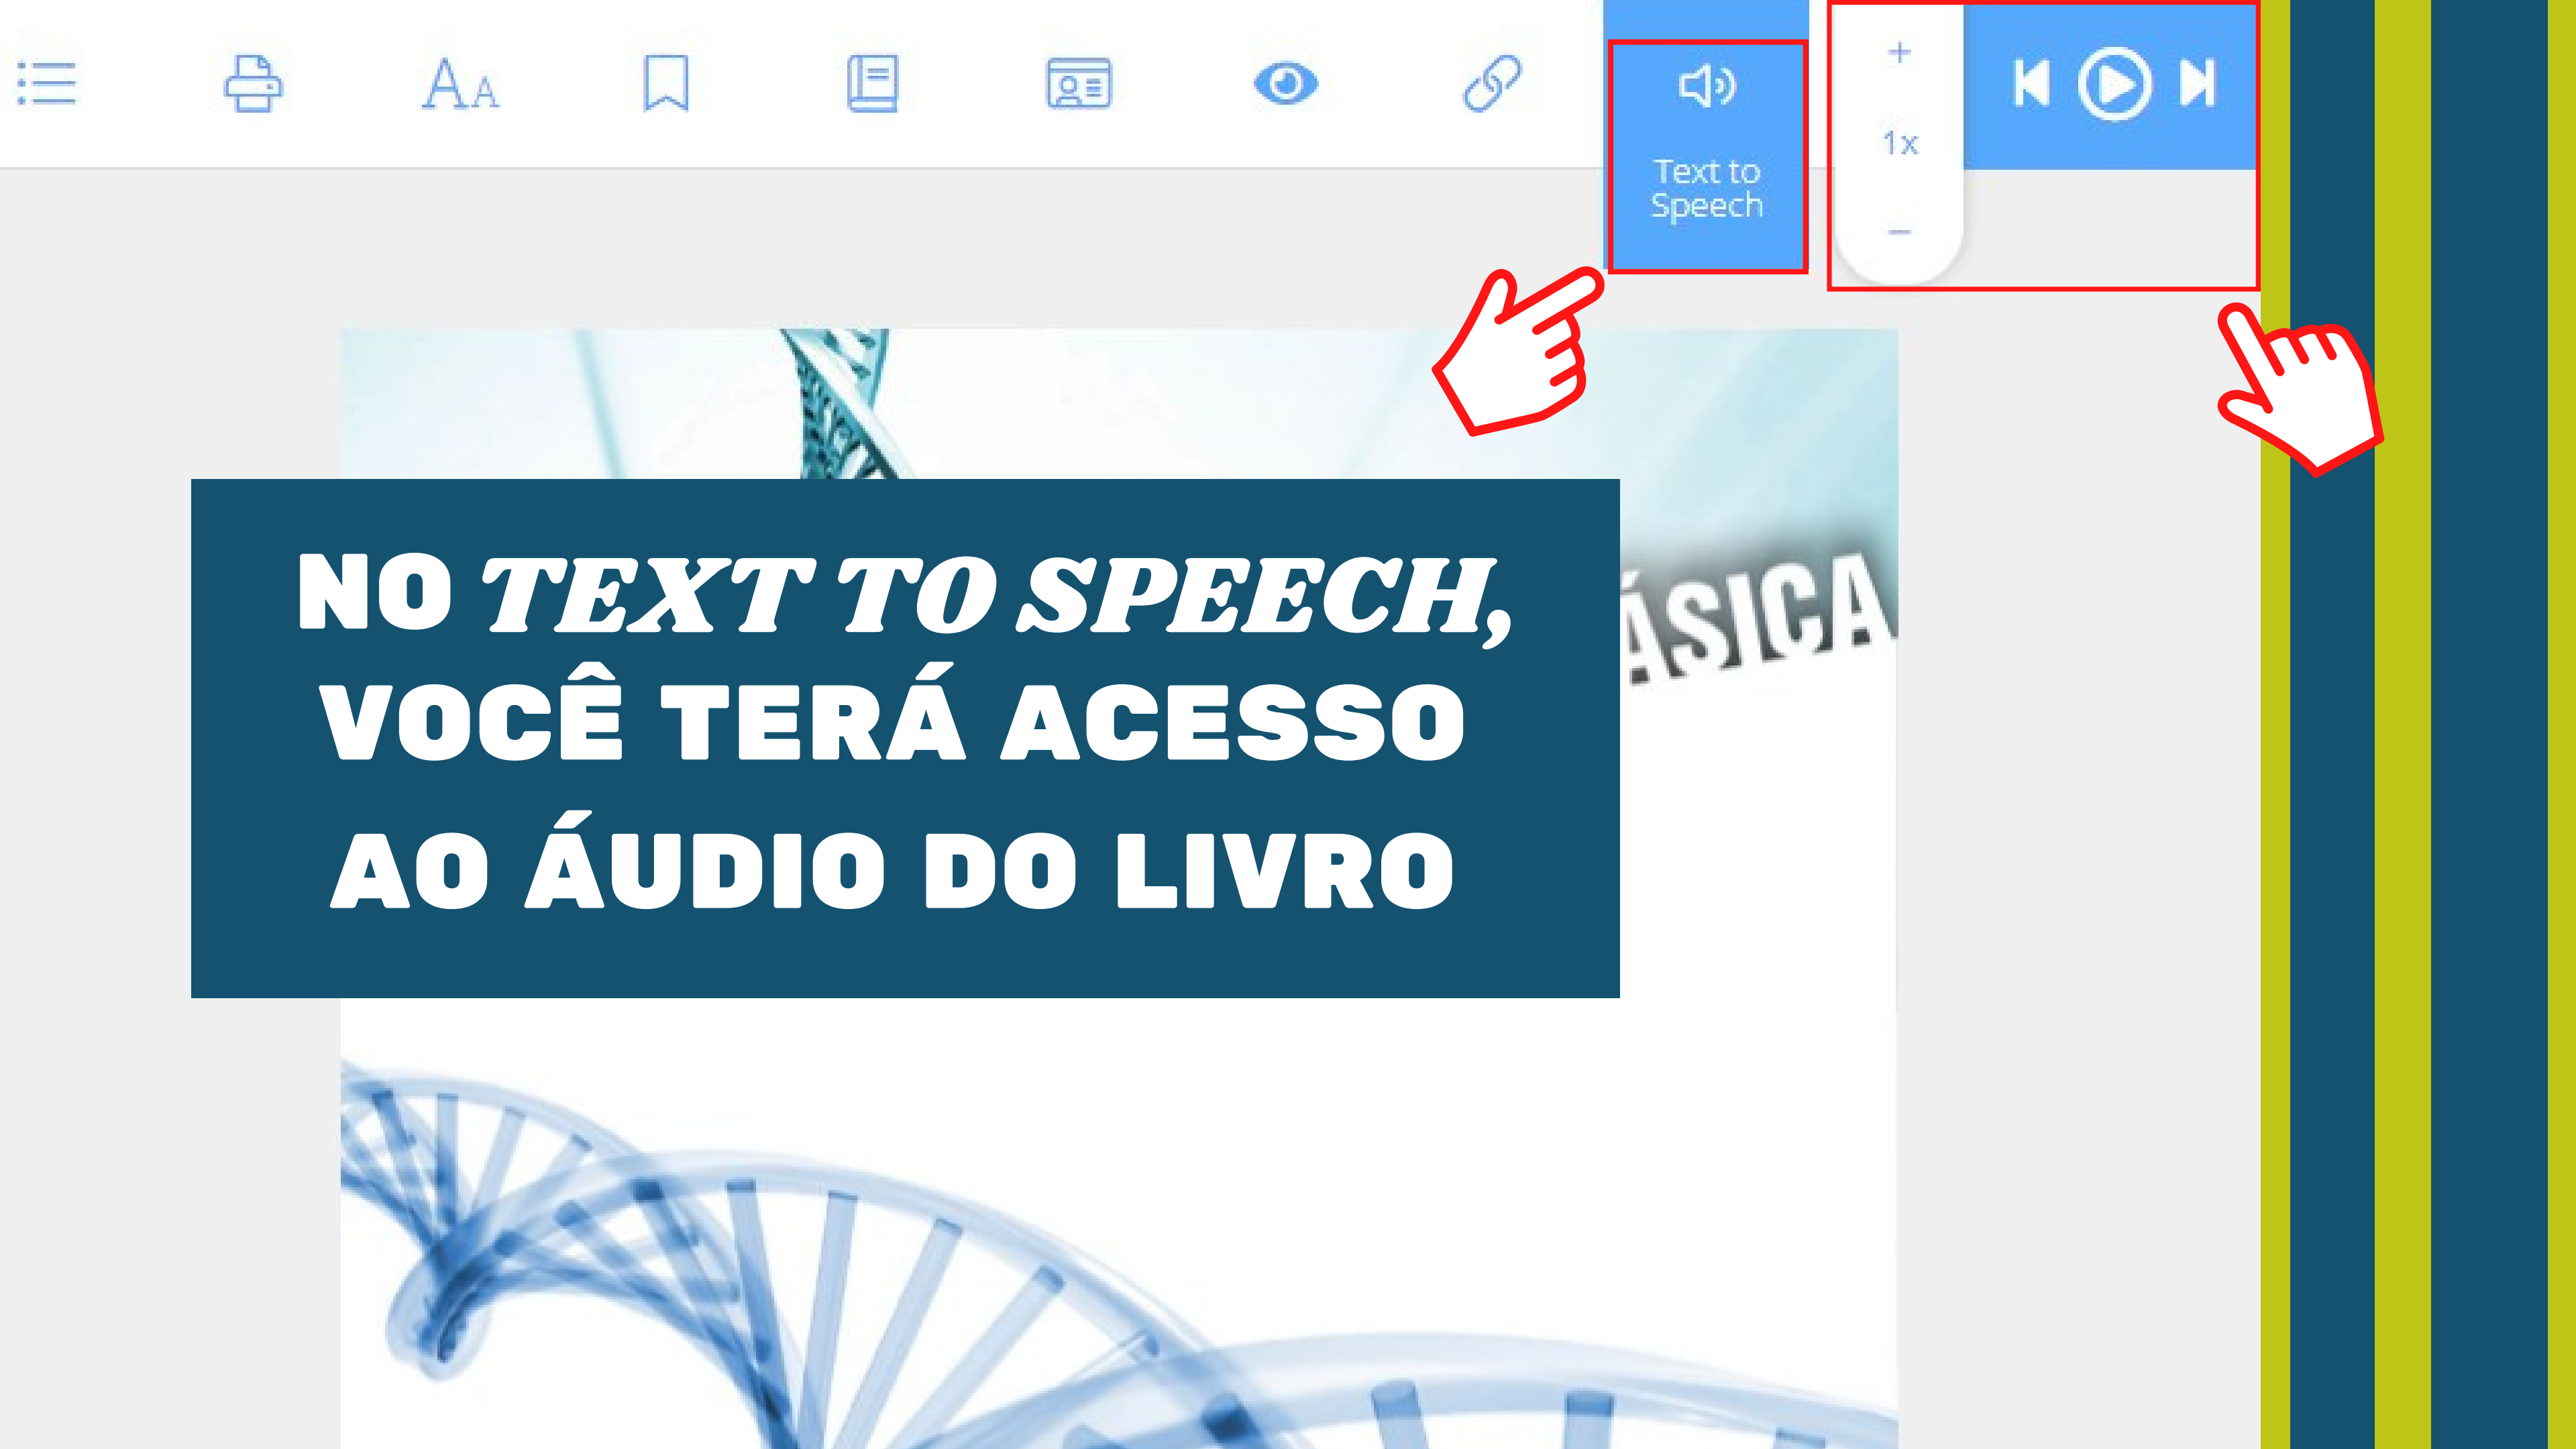 Text to
Speech
+
1x
−
NO TEXT TO SPEECH,
VOCÊ TERÁ ACESSO
AO ÁUDIO DO LIVRO
ÁSICA